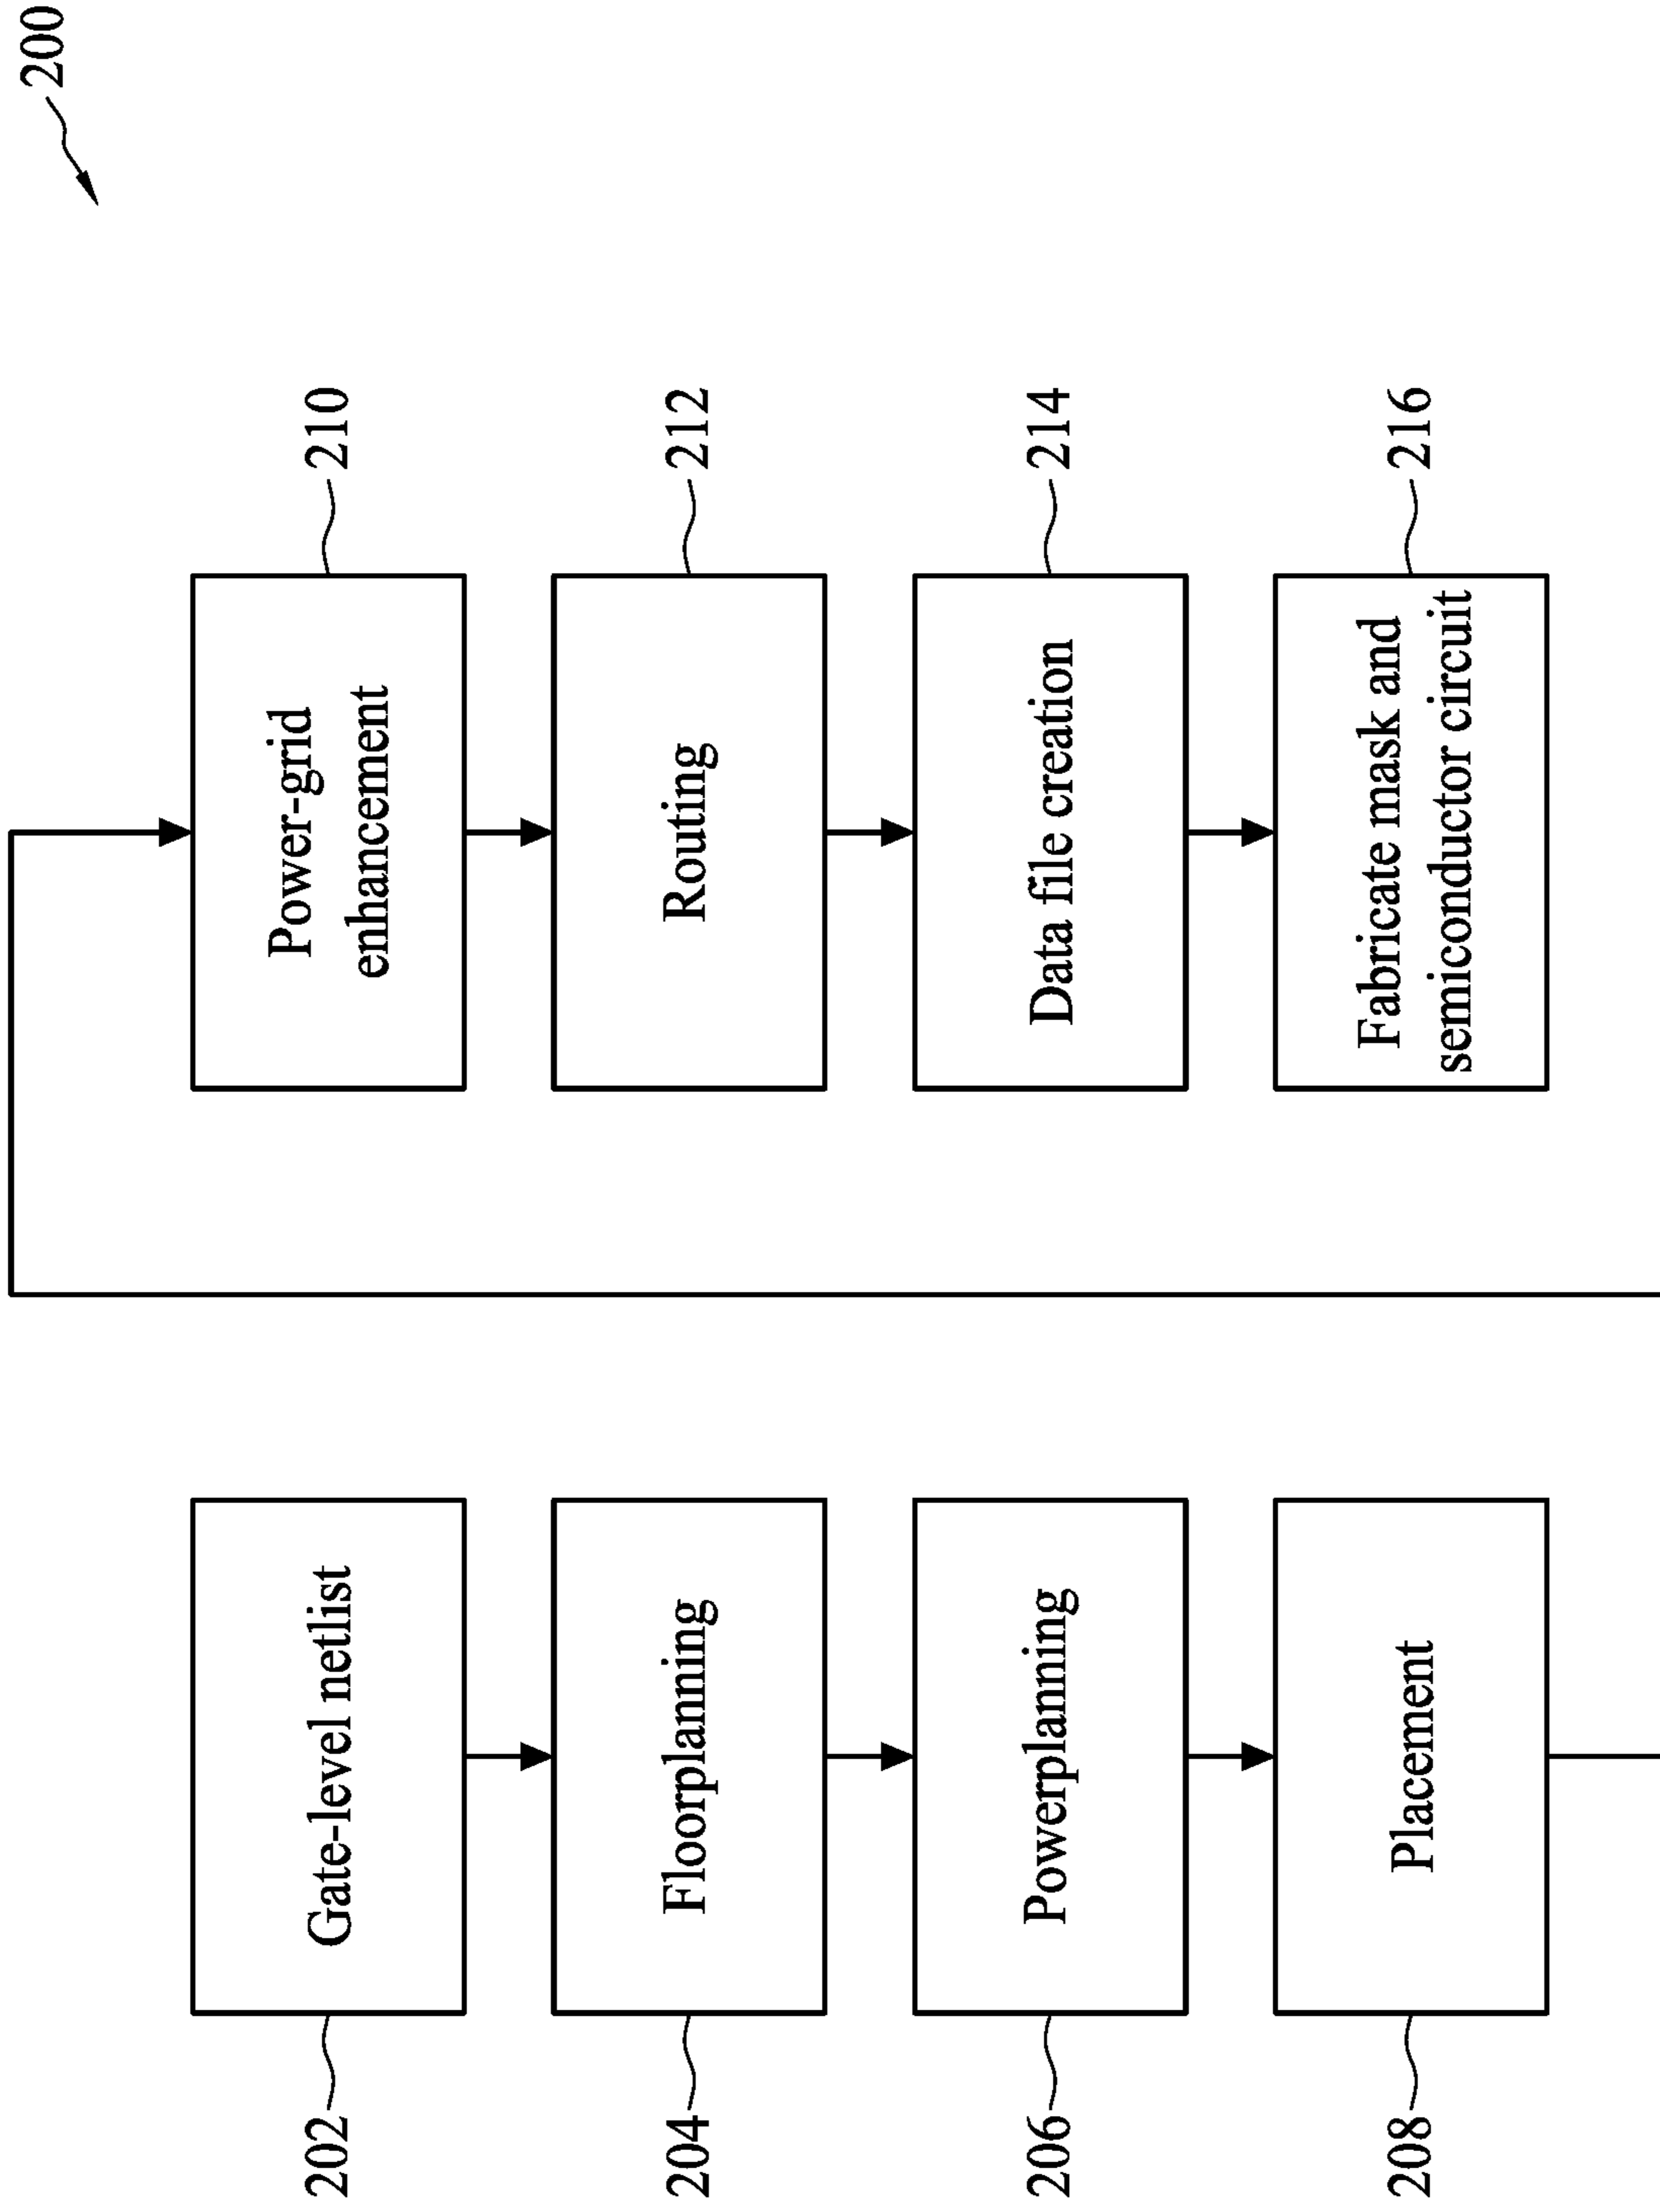 200
202
Gate-level netlist
204
Floorplanning
206
Powerplanning
208
Placement
Power-grid
enhancement
210
Routing
212
Data file creation
214
Fabricate mask and
semiconductor circuit
216